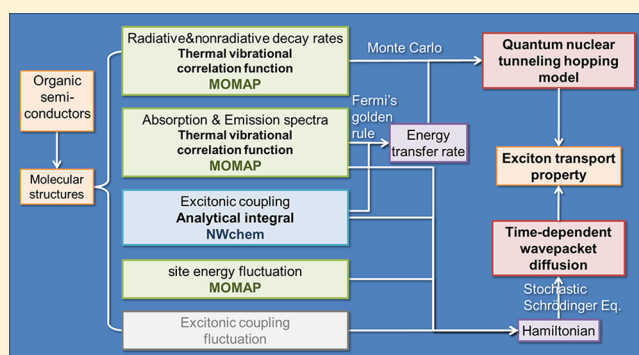 Organic
semi-
conductors
Molecular
structures
Radiative&nonradiative decay rates
Thermal vibrational
correlation function
MOMAP
Absorption & Emission spectra
Thermal vibrational
correlation function
MOMAP
Excitonic coupling
Analytical integral
NWchem
site energy fluctuation
MOMAP
Excitonic coupling
fluctuation
Monte Carlo
Fermi's
golden
rule
Energy
transfer rate
Quantum nuclear
tunneling hopping
model
Exciton transport
property
Time-dependent
wavepacket
diffusion
Stochastic
Schrödinger Eq.
Hamiltonian